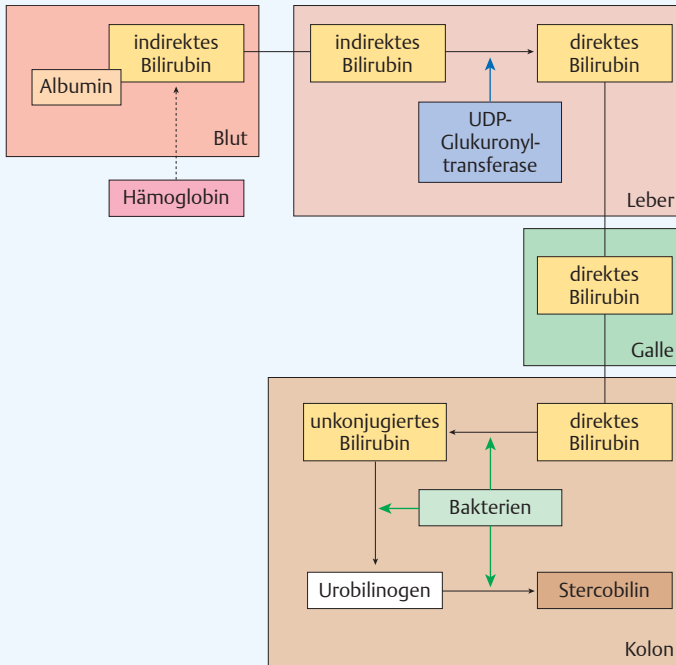 indirektes
Bilirubin
Albumin
Blut
Hämoglobin
indirektes
Bilirubin
direktes
Bilirubin
UDP-
Glukuronyl-
transferase
Leber
direktes
Bilirubin
Galle
unkonjugiertes
Bilirubin
direktes
Bilirubin
Bakterien
Urobilinogen
Stercobilin
Kolon